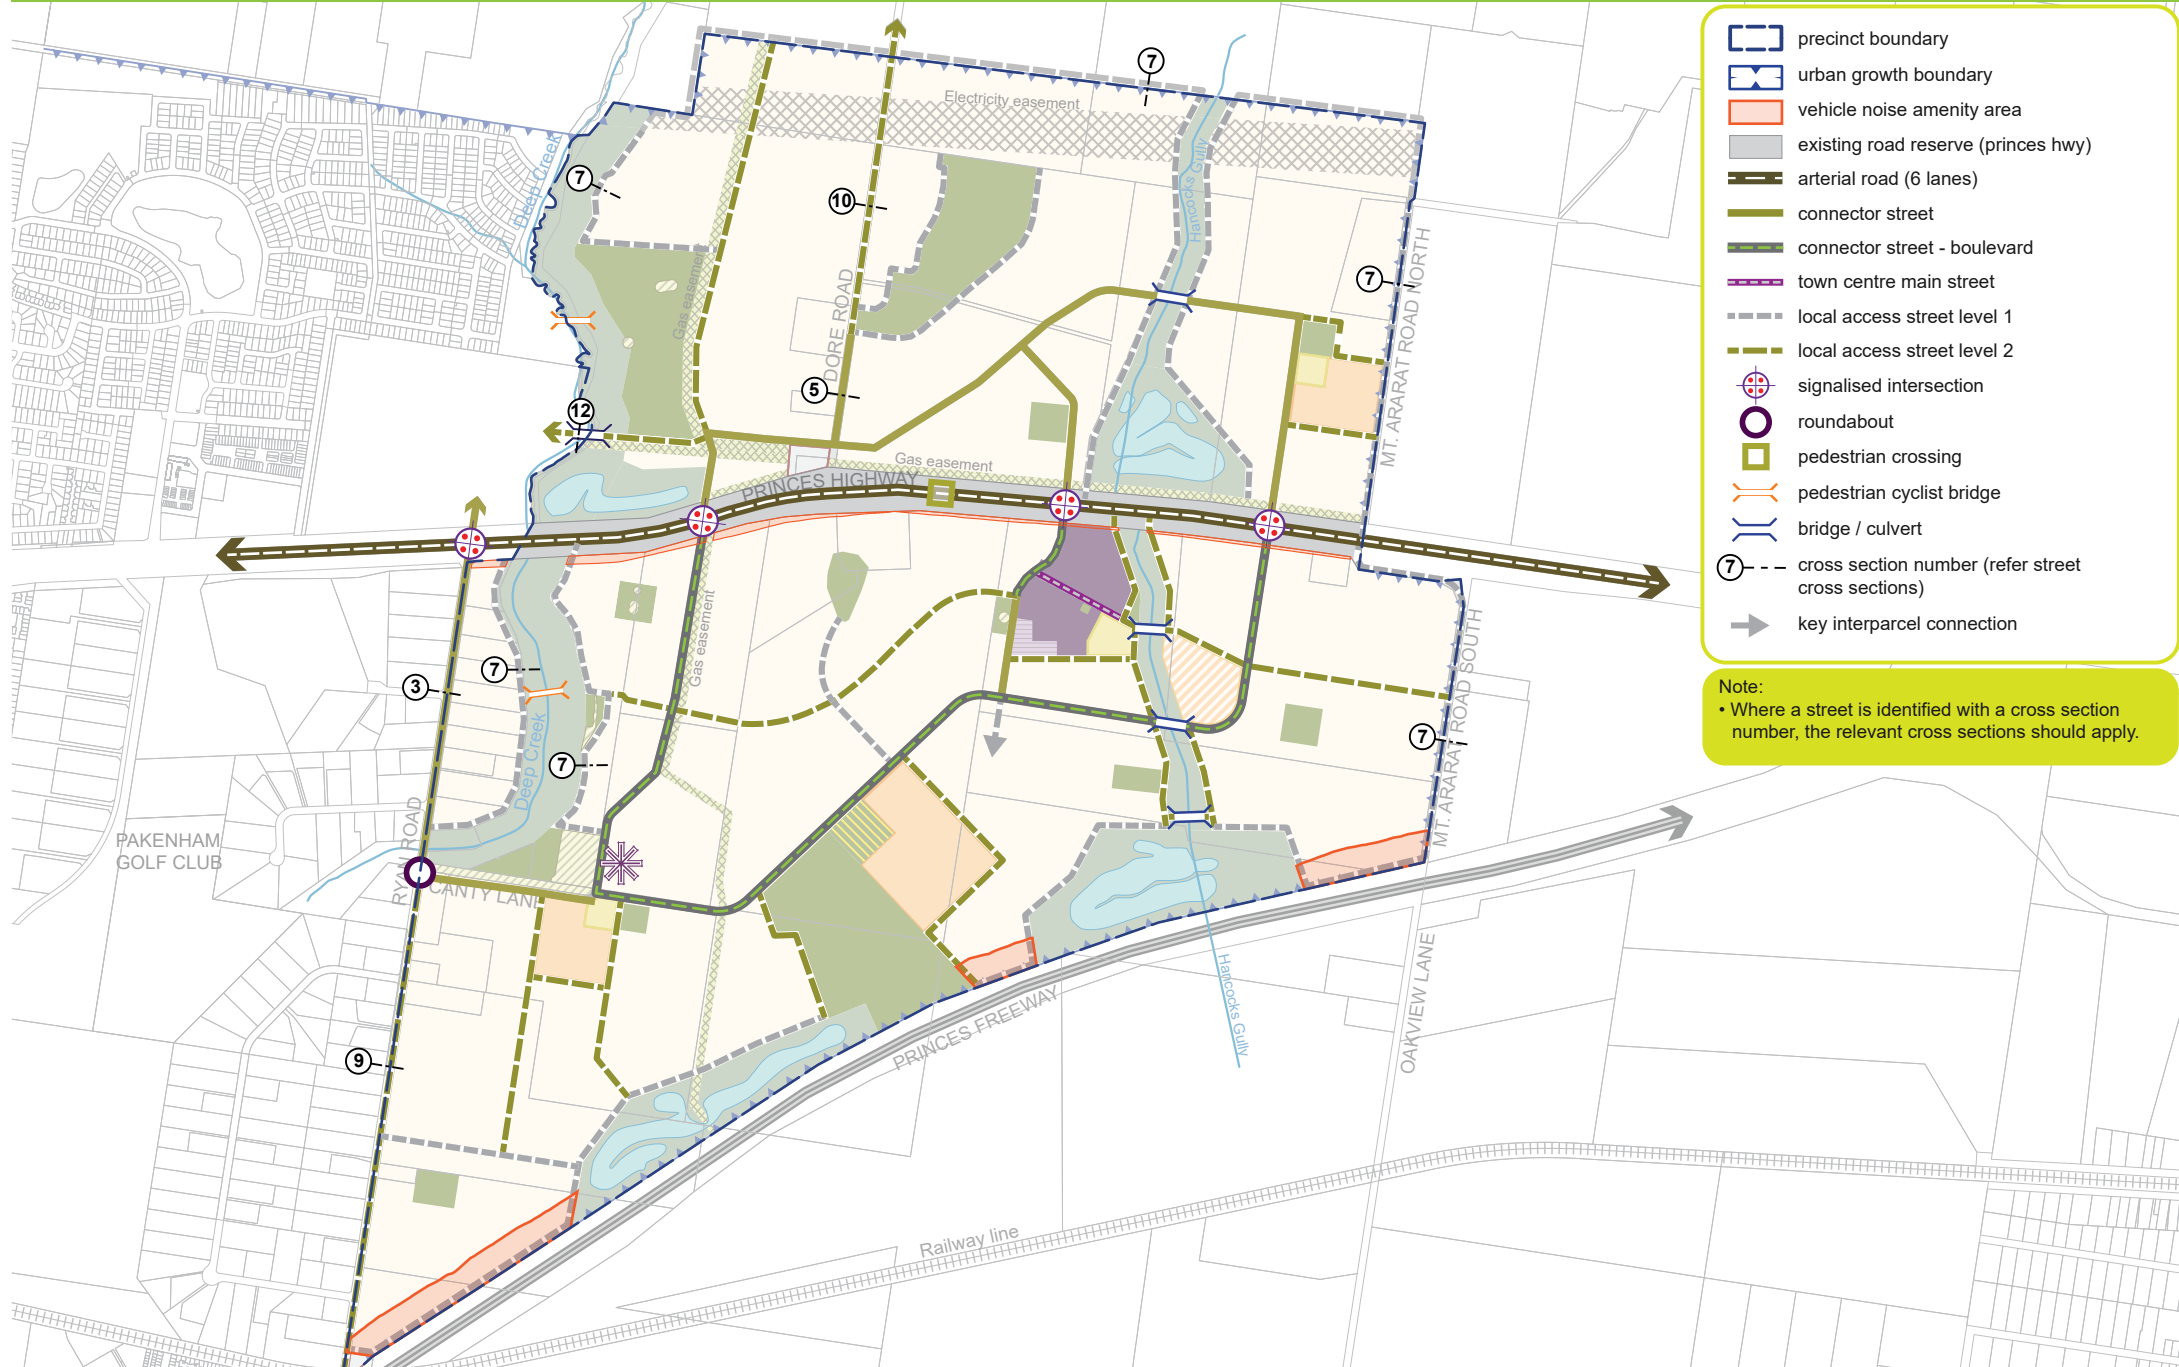 precinct boundary
urban growth boundary
vehicle noise amenity area
existing road reserve (princes hwy)
arterial road (6 lanes)
connector street
connector street - boulevard
town centre main street
local access street level 1
local access street level 2
signalised intersection
roundabout
pedestrian crossing
pedestrian cyclist bridge
bridge / culvert
7
cross section number (refer street
cross sections)
key interparcel connection
Note:
• Where a street is identified with a cross section
number, the relevant cross sections should apply.
7
Electricity easement
Deep Creek
7
10
Hancocks Gully
Gas easement
DORE ROAD
7
MT. ARARAT ROAD NORTH
5
12
Gas easement
PRINCES HIGHWAY
Gas easement
7
3
Deep Creek
7
7
MT. ARARAT ROAD SOUTH
PAKENHAM
GOLF CLUB
RYAN ROAD
CANTY LANE
PRINCES FREEWAY
Hancocks Gully
OAKVIEW LANE
9
Railway line